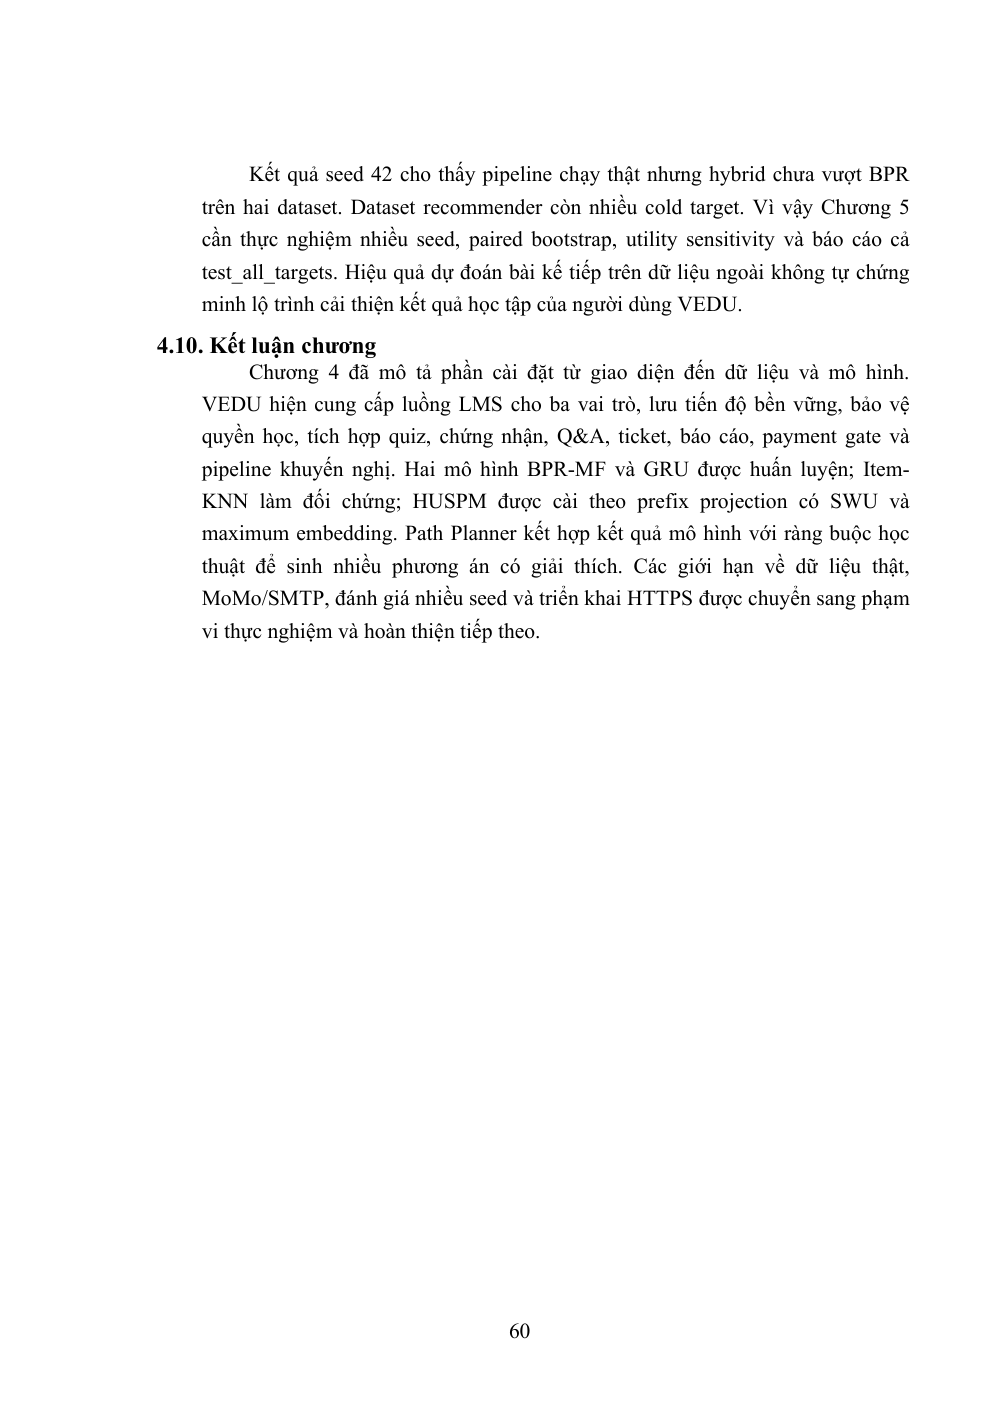 Kết quả seed 42 cho thấy pipeline chạy thật nhưng hybrid chưa vượt BPR
trên hai dataset. Dataset recommender còn nhiều cold target. Vì vậy Chương 5
cần thực nghiệm nhiều seed, paired bootstrap, utility sensitivity và báo cáo cả
test_all_targets. Hiệu quả dự đoán bài kế tiếp trên dữ liệu ngoài không tự chứng
minh lộ trình cải thiện kết quả học tập của người dùng VEDU.
4.10. Kết luận chương
Chương 4 đã mô tả phần cài đặt từ giao diện đến dữ liệu và mô hình.
VEDU hiện cung cấp luồng LMS cho ba vai trò, lưu tiến độ bền vững, bảo vệ
quyền học, tích hợp quiz, chứng nhận, Q&A, ticket, báo cáo, payment gate và
pipeline khuyến nghị. Hai mô hình BPR-MF và GRU được huấn luyện; Item-
KNN làm đối chứng; HUSPM được cài theo prefix projection có SWU và
maximum embedding. Path Planner kết hợp kết quả mô hình với ràng buộc học
thuật để sinh nhiều phương án có giải thích. Các giới hạn về dữ liệu thật,
MoMo/SMTP, đánh giá nhiều seed và triển khai HTTPS được chuyển sang phạm
vi thực nghiệm và hoàn thiện tiếp theo.
60